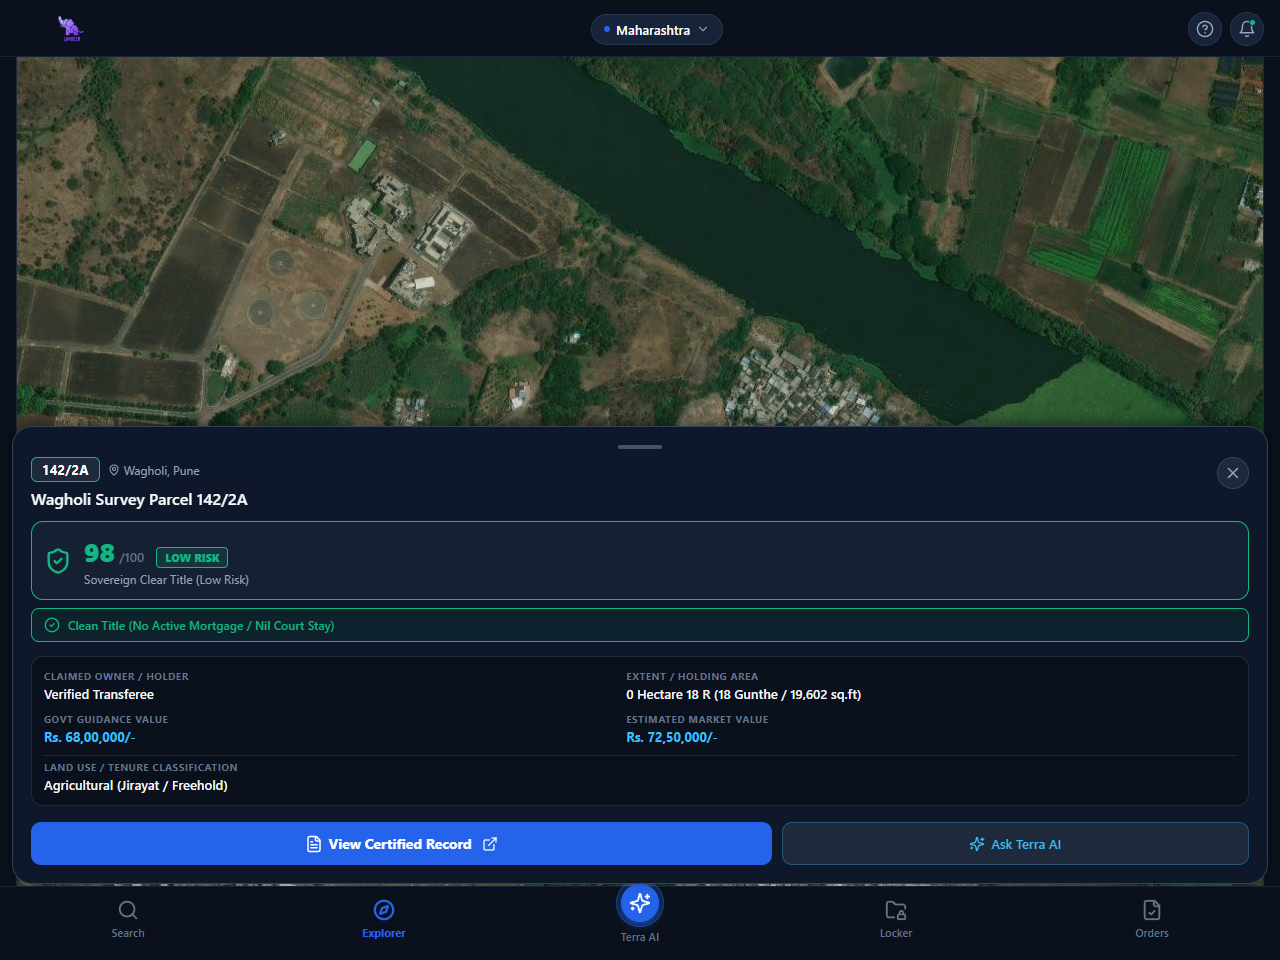 Maharashtra
142/2A
Wagholi, Pune
Wagholi Survey Parcel 142/2A
98 /100 LOW RISK
Sovereign Clear Title (Low Risk)
Clean Title (No Active Mortgage / Nil Court Stay)
CLAIMED OWNER / HOLDER
Verified Transferee
EXTENT / HOLDING AREA
0 Hectare 18 R (18 Gunthe / 19,602 sq.ft)
GOVT GUIDANCE VALUE
Rs. 68,00,000/-
ESTIMATED MARKET VALUE
Rs. 72,50,000/-
LAND USE / TENURE CLASSIFICATION
Agricultural (Jirayat / Freehold)
View Certified Record
Ask Terra AI
Search
Explorer
Terra AI
Locker
Orders